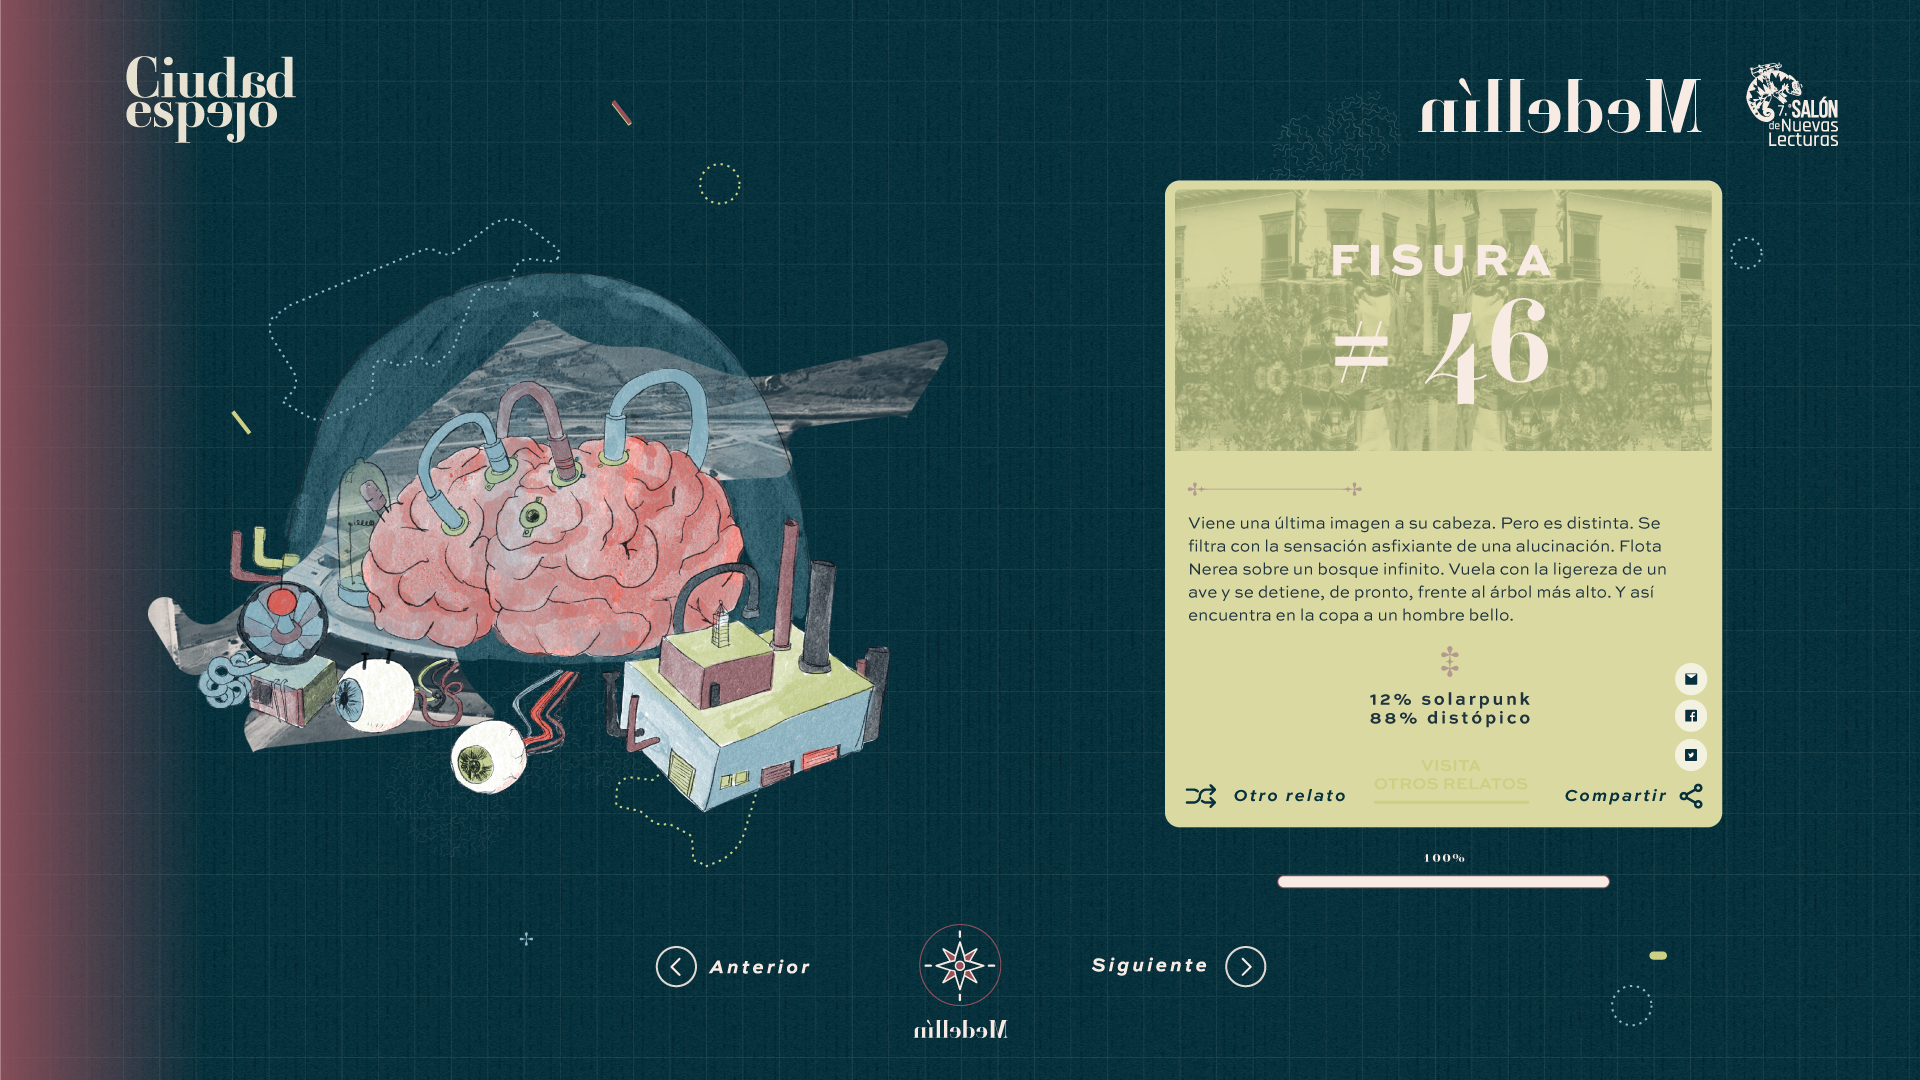 Ciudad
espejo
Medellín
7.º SALÓN
de Nuevas
Lecturas
FISURA
# 46
Viene una última imagen a su cabeza. Pero es distinta. Se
filtra con la sensación asfixiante de una alucinación. Flota
Nerea sobre un bosque infinito. Vuela con la ligereza de un
ave y se detiene, de pronto, frente al árbol más alto. Y así
encuentra en la copa a un hombre bello.
12% solarpunk
88% distópico
VISITA
OTROS RELATOS
Otro relato
Compartir
100%
Anterior
Siguiente
Medellín